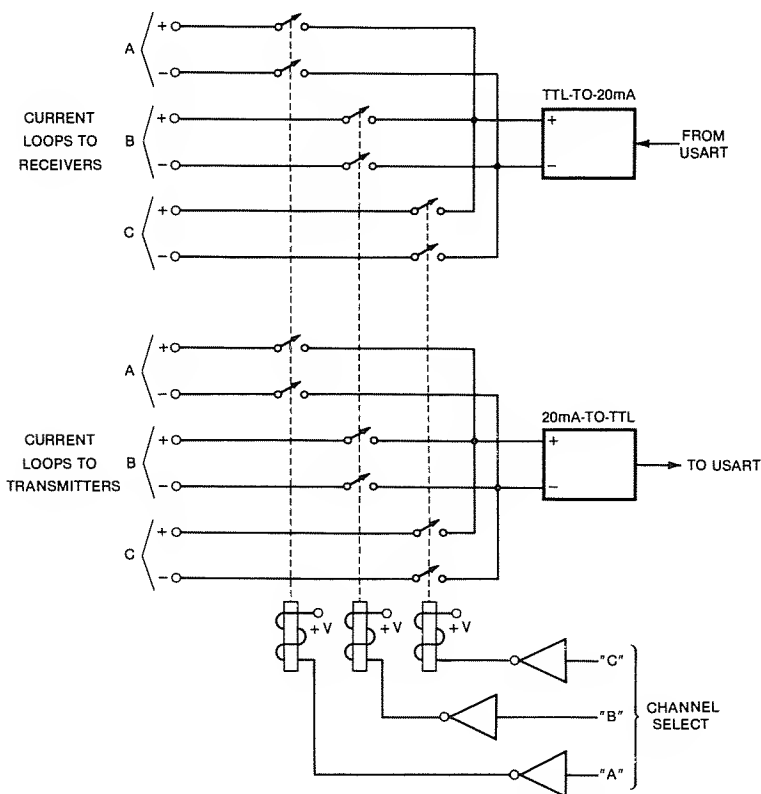 A
+
−
CURRENT
LOOPS TO
RECEIVERS
B
+
−
C
+
−
TTL-TO-20mA
+
−
FROM
USART
A
+
−
CURRENT
LOOPS TO
TRANSMITTERS
B
+
−
C
+
−
20mA-TO-TTL
+
−
TO USART
+V
+V
+V
"C"
"B"
"A"
CHANNEL
SELECT